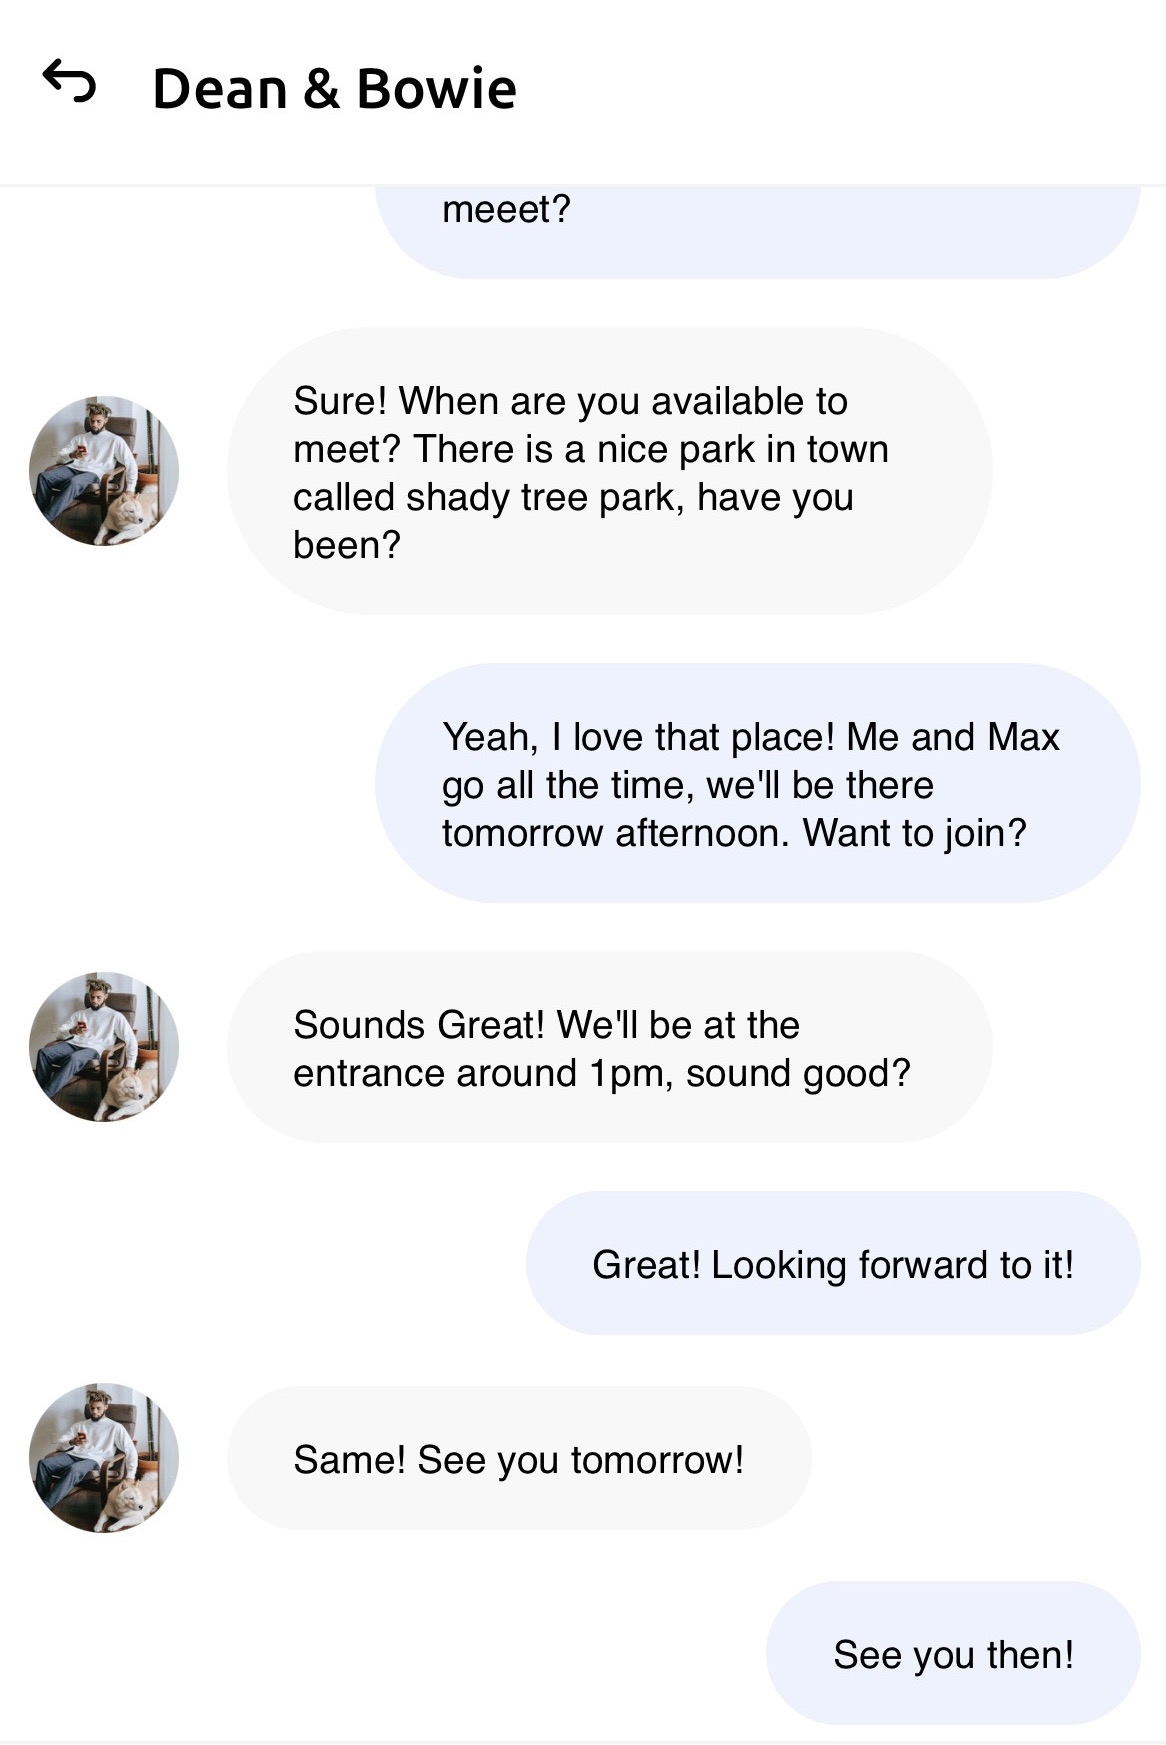 Dean & Bowie
meeet?
Sure! When are you available to
meet? There is a nice park in town
called shady tree park, have you
been?
Yeah, I love that place! Me and Max
go all the time, we'll be there
tomorrow afternoon. Want to join?
Sounds Great! We'll be at the
entrance around 1pm, sound good?
Great! Looking forward to it!
Same! See you tomorrow!
See you then!